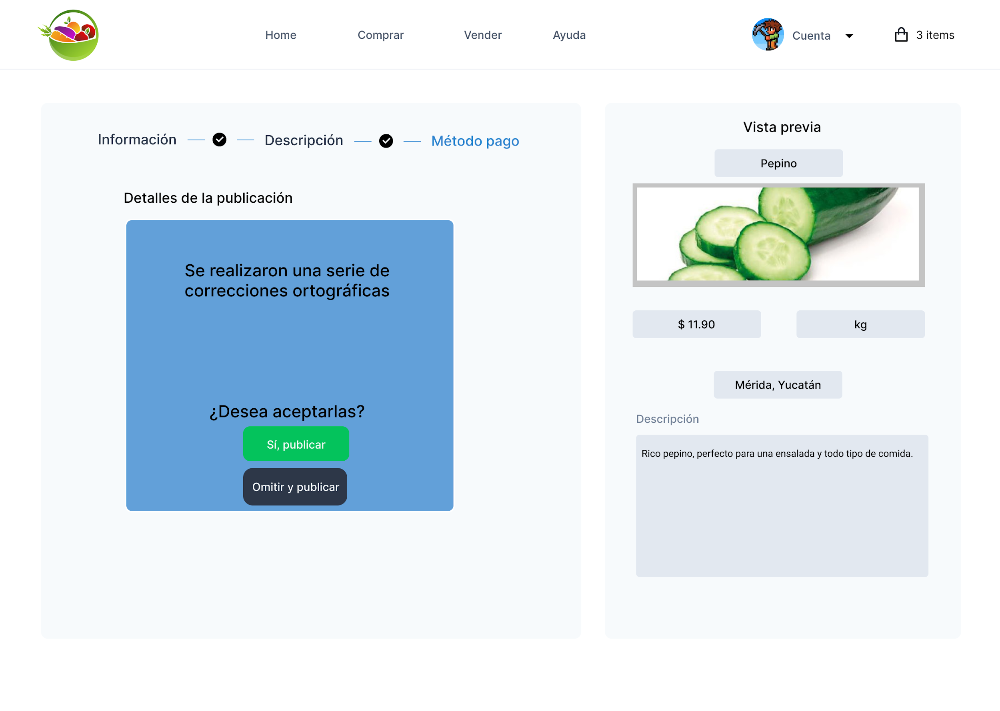 Home
Comprar
Vender
Ayuda
Cuenta
3 items
Información
Descripción
Método pago
Detalles de la publicación
Se realizaron una serie de
correcciones ortográficas
¿Desea aceptarlas?
Sí, publicar
Omitir y publicar
Vista previa
Pepino
$ 11.90
kg
Mérida, Yucatán
Descripción
Rico pepino, perfecto para una ensalada y todo tipo de comida.